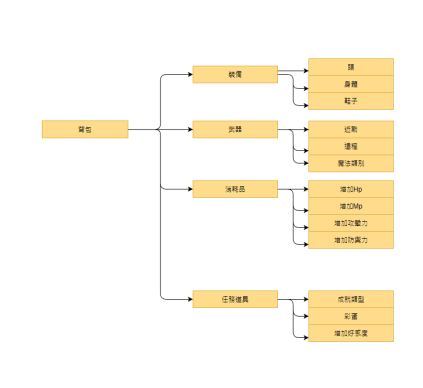 背包
裝備
頭
身體
鞋子
武器
近戰
遠程
魔法類別
消耗品
增加Hp
增加Mp
增加攻擊力
增加防禦力
任務道具
成就類型
彩蛋
增加好感度